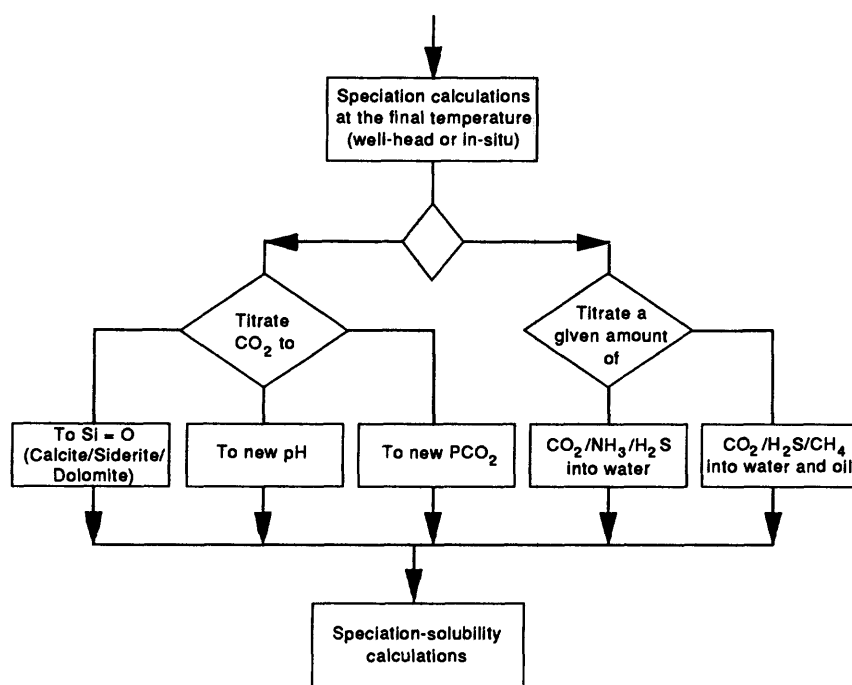 Speciation calculations
at the final temperature
(well-head or in-situ)
Titrate
CO₂ to
Titrate a
given amount
of
To Si = O
(Calcite/Siderite/
Dolomite)
To new pH
To new PCO₂
CO₂/NH₃/H₂S
into water
CO₂/H₂S/CH₄
into water and oil
Speciation-solubility
calculations